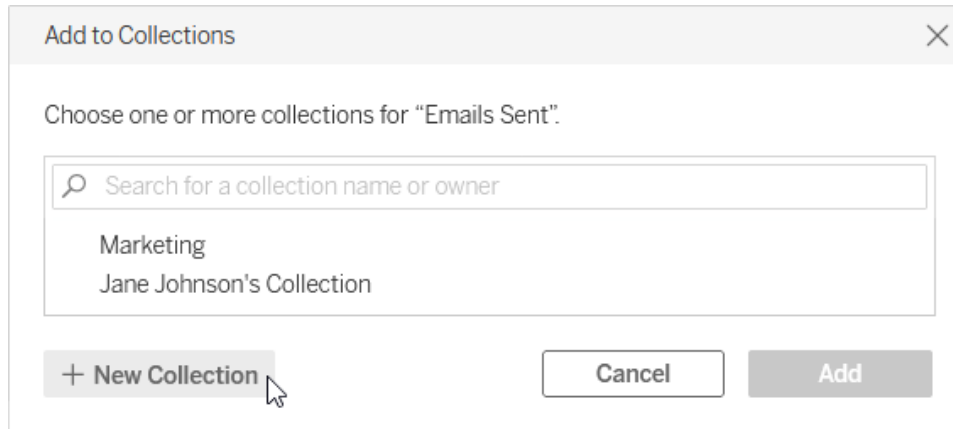 Add to Collections
Choose one or more collections for “Emails Sent”.
Search for a collection name or owner
Marketing
Jane Johnson's Collection
+ New Collection
Cancel
Add